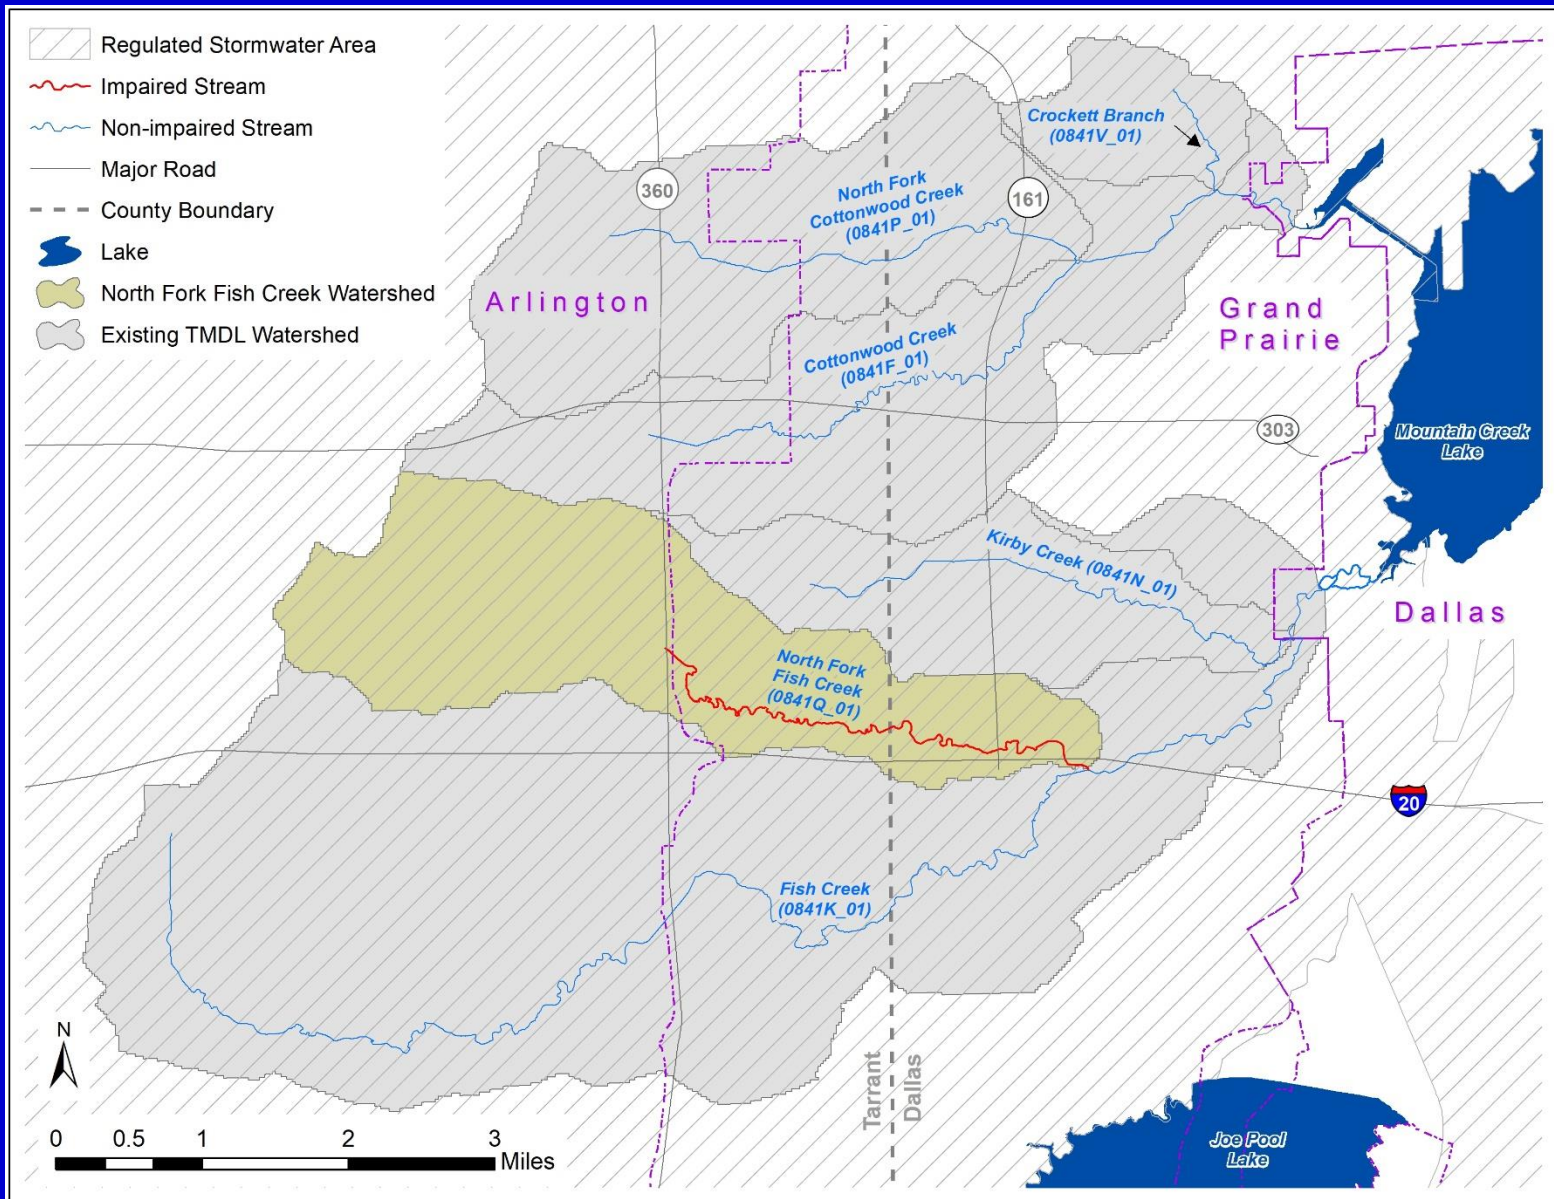 Regulated Stormwater Area
Impaired Stream
Non-impaired Stream
Major Road
County Boundary
Lake
North Fork Fish Creek Watershed
Existing TMDL Watershed
Crockett Branch
(0841V_01)
360
161
North Fork
Cottonwood Creek
(0841P_01)
Arlington
Grand
Prairie
Cottonwood Creek
(0841F_01)
303
Mountain Creek
Lake
Kirby Creek (0841N_01)
Dallas
North Fork
Fish Creek
(0841Q_01)
20
Fish Creek
(0841K_01)
N
Tarrant
Dallas
0 0.5 1 2 3
Miles
Joe Pool
Lake